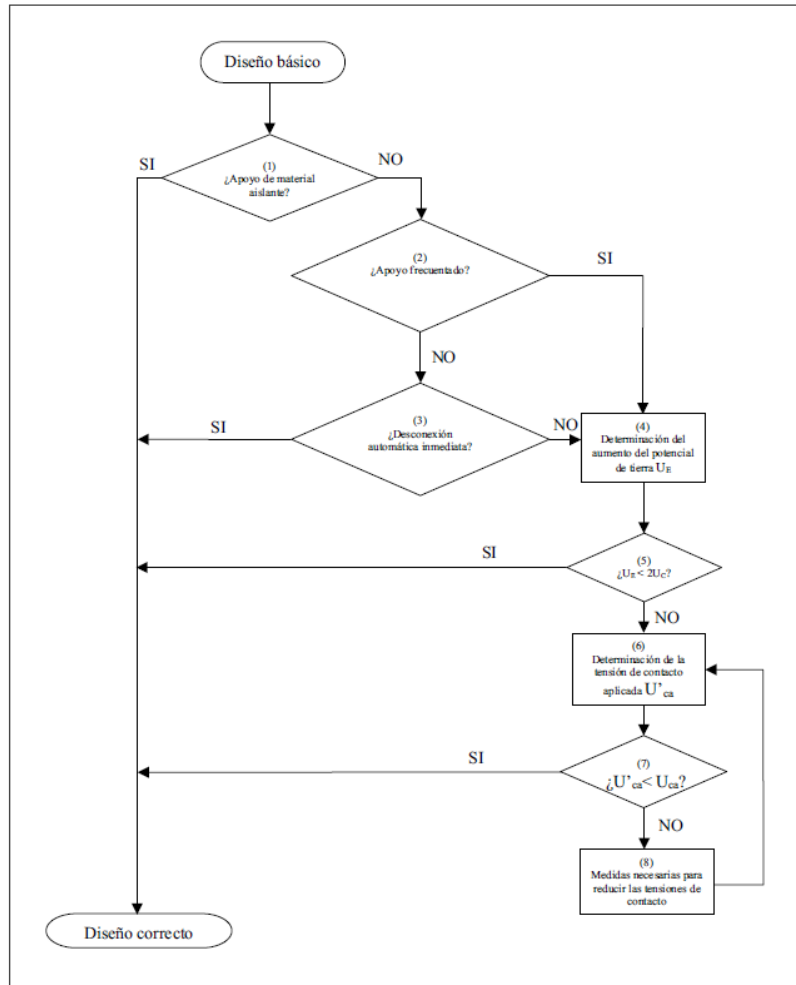 Diseño básico
SI
(1)
¿Apoyo de material
aislante?
NO
(2)
¿Apoyo frecuentado?
SI
NO
SI
(3)
¿Desconexión
automática inmediata?
NO
(4)
Determinación del
aumento del potencial
de tierra UE
SI
(5)
¿UE < 2UC?
NO
(6)
Determinación de la
tensión de contacto
aplicada U’ca
SI
(7)
¿U’ca< Uca?
NO
(8)
Medidas necesarias para
reducir las tensiones de
contacto
Diseño correcto